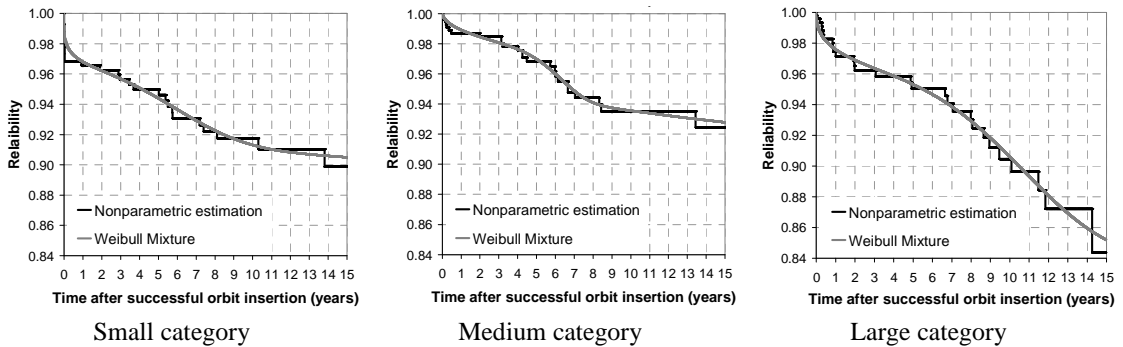 1.00
0.98
0.96
0.94
0.92
0.90
0.88
0.86
0.84
Reliability
Nonparametric estimation
Weibull Mixture
0 1 2 3 4 5 6 7 8 9 10 11 12 13 14 15
Time after successful orbit insertion (years)
Small category
1.00
0.98
0.96
0.94
0.92
0.90
0.88
0.86
0.84
Reliability
Nonparametric estimation
Weibull Mixture
0 1 2 3 4 5 6 7 8 9 10 11 12 13 14 15
Time after successful orbit insertion (years)
Medium category
1.00
0.98
0.96
0.94
0.92
0.90
0.88
0.86
0.84
Reliability
Nonparametric estimation
Weibull Mixture
0 1 2 3 4 5 6 7 8 9 10 11 12 13 14 15
Time after successful orbit insertion (years)
Large category